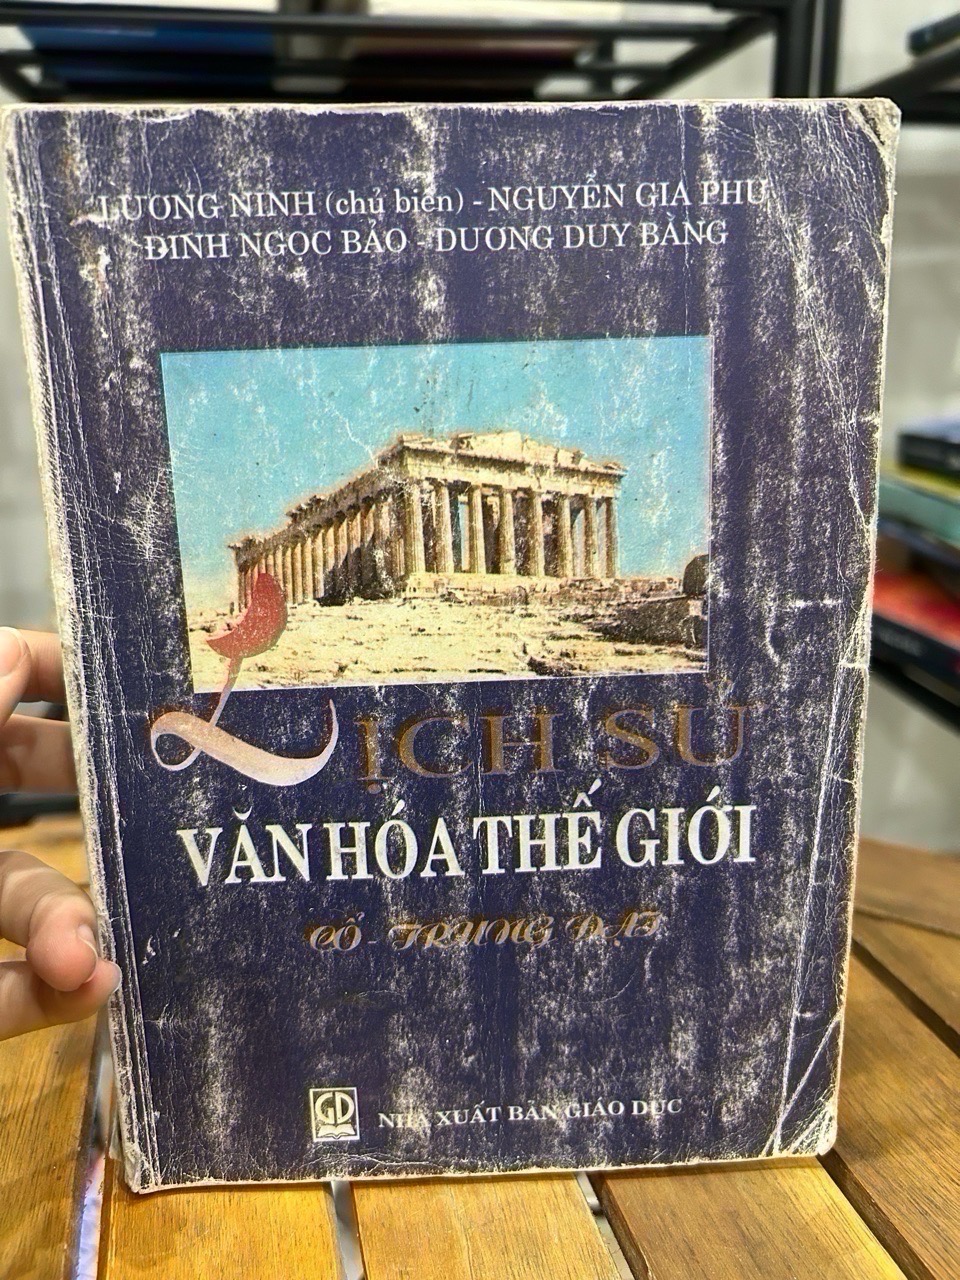 LƯƠNG NINH (chủ biên) - NGUYỄN GIA PHU
ĐINH NGỌC BẢO - DƯƠNG DUY BẰNG
LỊCH SỬ
VĂN HÓA THẾ GIỚI
CỔ - TRUNG ĐẠI
GD NHÀ XUẤT BẢN GIÁO DỤC